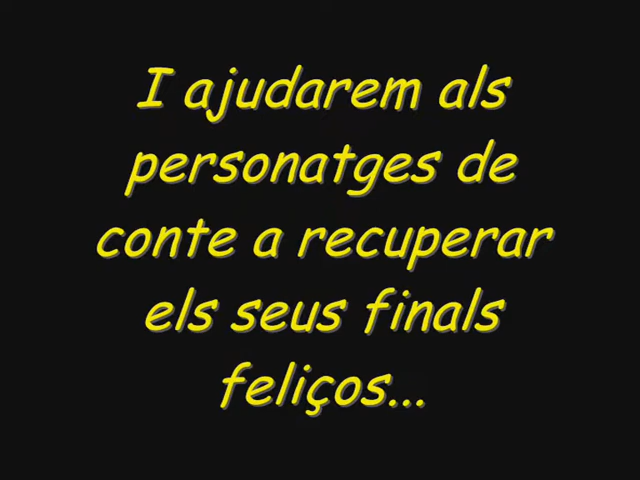 I ajudarem als
personatges de
conte a recuperar
els seus finals
feliços...